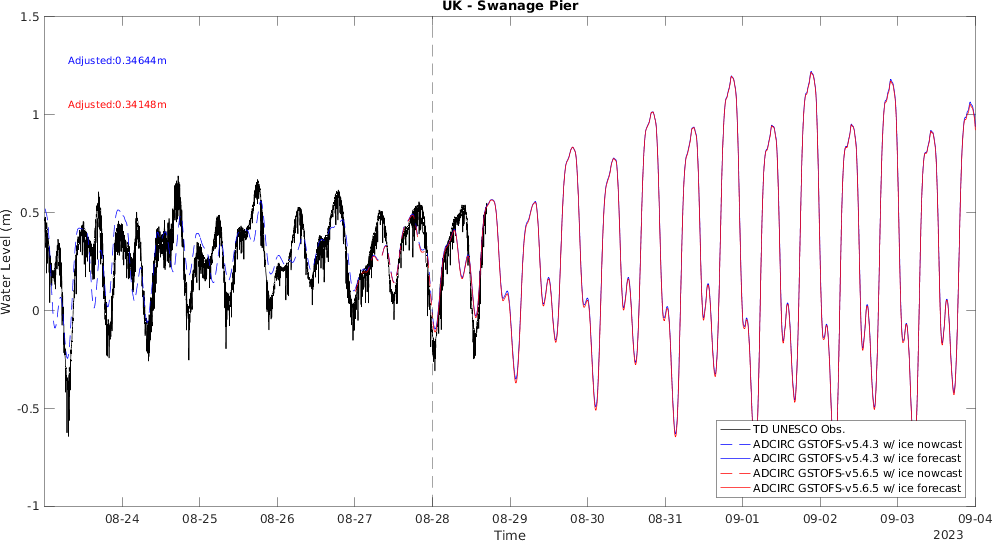 UK - Swanage Pier
1.5
1
0.5
0
-0.5
-1
Water Level (m)
Adjusted:0.34644m
Adjusted:0.34148m
TD UNESCO Obs.
ADCIRC GSTOFS-v5.4.3 w/ ice nowcast
ADCIRC GSTOFS-v5.4.3 w/ ice forecast
ADCIRC GSTOFS-v5.6.5 w/ ice nowcast
ADCIRC GSTOFS-v5.6.5 w/ ice forecast
08-24 08-25 08-26 08-27 08-28 08-29 08-30 08-31 09-01 09-02 09-03 09-04
Time
2023